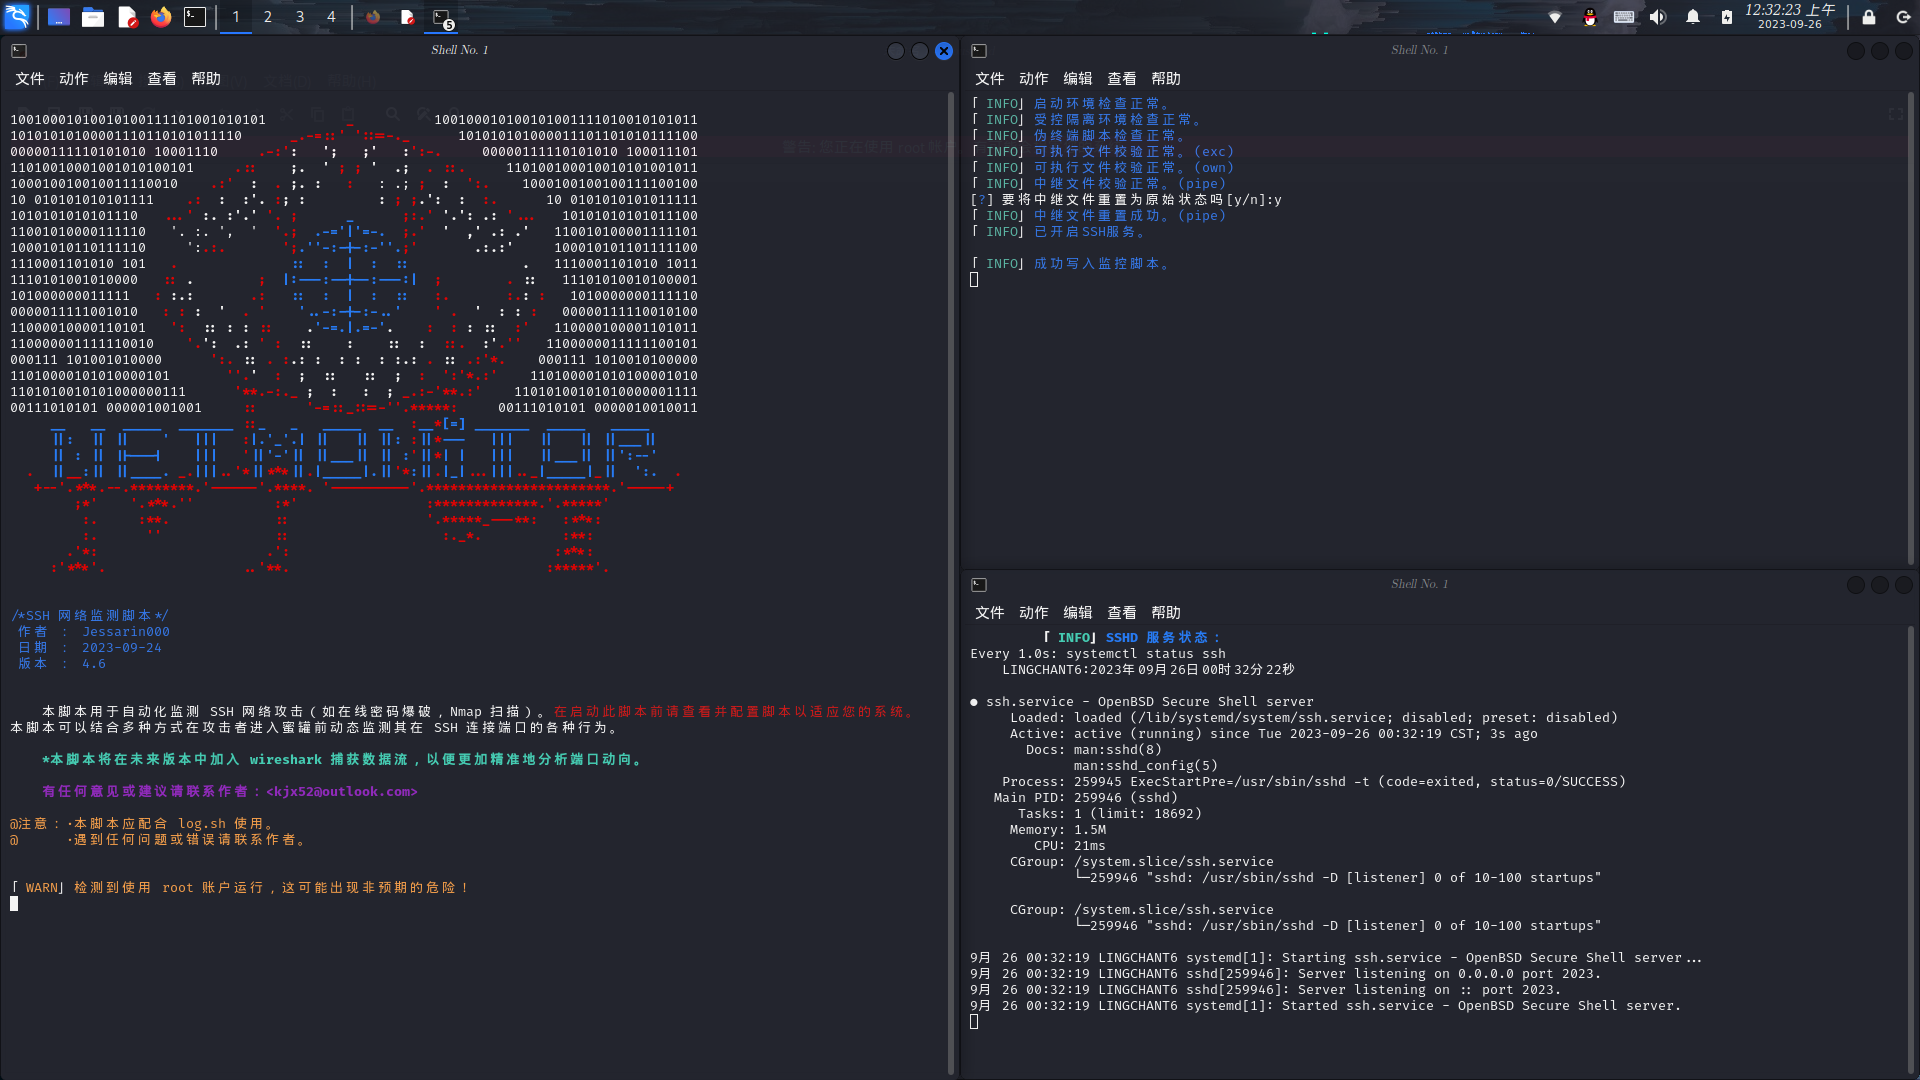 1 2 3 4
5
12:32:23 上午
2023-09-26
Shell No. 1
文件 动作 编辑 查看 帮助
/*SSH 网络监测脚本*/
作者 : Jessarin000
日期 : 2023-09-24
版本 : 4.6
本脚本用于自动化监测 SSH 网络攻击(如在线密码爆破,Nmap 扫描)。在启动此脚本前请查看并配置脚本以适应您的系统。
本脚本可以结合多种方式在攻击者进入蜜罐前动态监测其在 SSH 连接端口的各种行为。
*本脚本将在未来版本中加入 wireshark 捕获数据流,以便更加精准地分析端口动向。
有任何意见或建议请联系作者:<kjx52@outlook.com>
@注意:·本脚本应配合 log.sh 使用。
@ ·遇到任何问题或错误请联系作者。
「 WARN」检测到使用 root 账户运行,这可能出现非预期的危险!
Shell No. 1
文件 动作 编辑 查看 帮助
「 INFO」启动环境检查正常。
「 INFO」受控隔离环境检查正常。
「 INFO」伪终端脚本检查正常。
「 INFO」可执行文件校验正常。(exc)
「 INFO」可执行文件校验正常。(own)
「 INFO」中继文件校验正常。(pipe)
[?] 要将中继文件重置为原始状态吗[y/n]:y
「 INFO」中继文件重置成功。(pipe)
「 INFO」已开启SSH服务。
「 INFO」成功写入监控脚本。
Shell No. 1
文件 动作 编辑 查看 帮助
「 INFO」SSHD 服务状态:
Every 1.0s: systemctl status ssh
LINGCHANT6:2023年09月26日00时32分22秒
● ssh.service - OpenBSD Secure Shell server
Loaded: loaded (/lib/systemd/system/ssh.service; disabled; preset: disabled)
Active: active (running) since Tue 2023-09-26 00:32:19 CST; 3s ago
Docs: man:sshd(8)
man:sshd_config(5)
Process: 259945 ExecStartPre=/usr/sbin/sshd -t (code=exited, status=0/SUCCESS)
Main PID: 259946 (sshd)
Tasks: 1 (limit: 18692)
Memory: 1.5M
CPU: 21ms
CGroup: /system.slice/ssh.service
└─259946 "sshd: /usr/sbin/sshd -D [listener] 0 of 10-100 startups"
CGroup: /system.slice/ssh.service
└─259946 "sshd: /usr/sbin/sshd -D [listener] 0 of 10-100 startups"
9月 26 00:32:19 LINGCHANT6 systemd[1]: Starting ssh.service - OpenBSD Secure Shell server...
9月 26 00:32:19 LINGCHANT6 sshd[259946]: Server listening on 0.0.0.0 port 2023.
9月 26 00:32:19 LINGCHANT6 sshd[259946]: Server listening on :: port 2023.
9月 26 00:32:19 LINGCHANT6 systemd[1]: Started ssh.service - OpenBSD Secure Shell server.